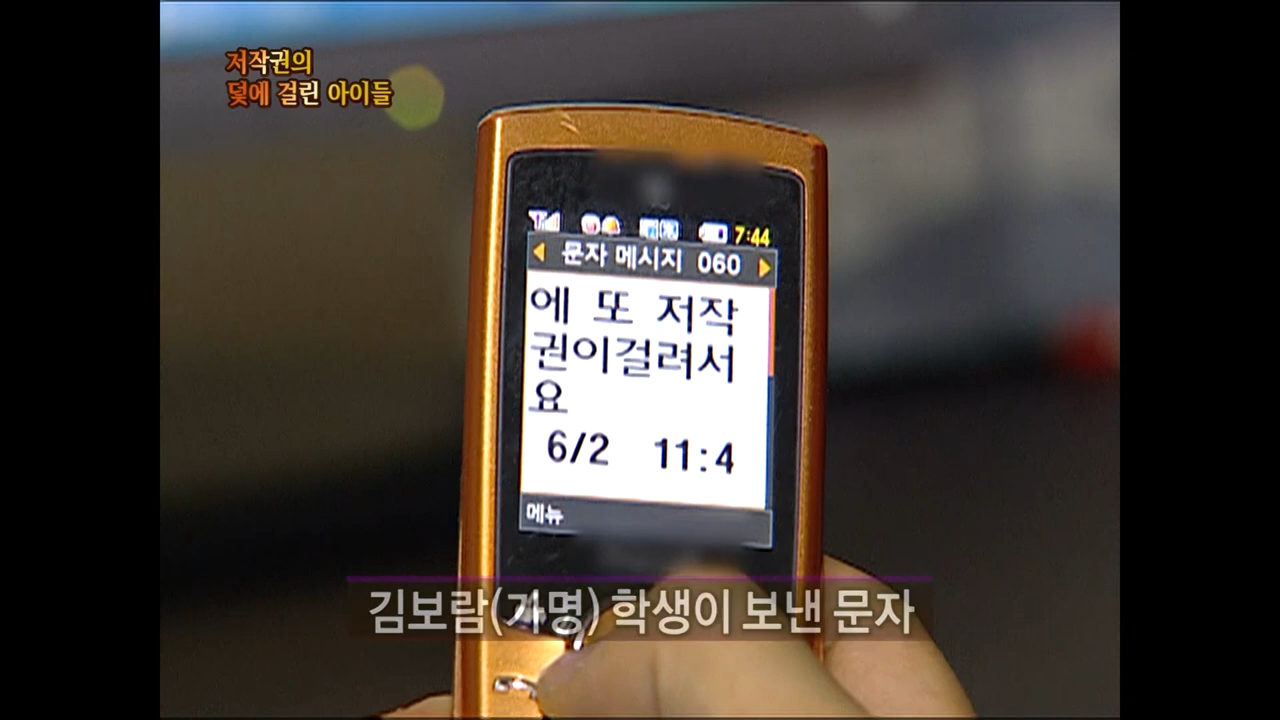 저작권의
덫에 걸린 아이들
7:44
문자 메시지 060
에 또 저작
권이걸려서
요
6/2 11:4
메뉴
김보람(가명) 학생이 보낸 문자